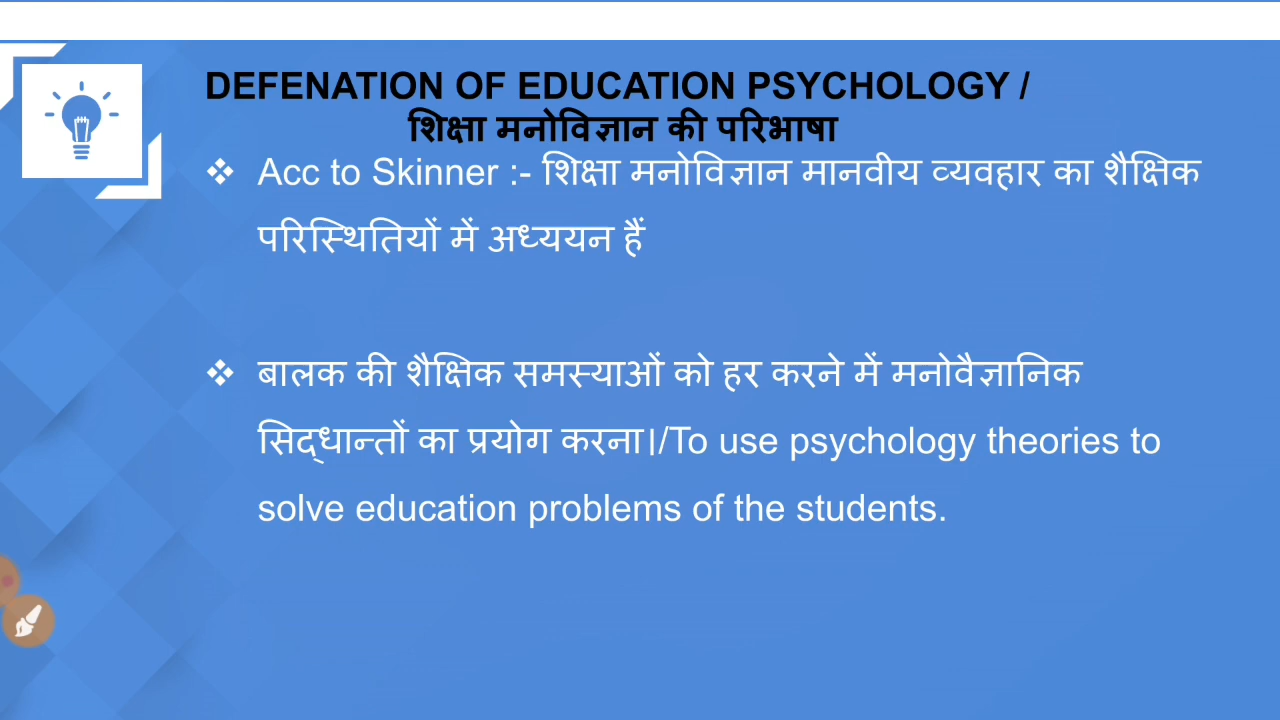 DEFENATION OF EDUCATION PSYCHOLOGY /
शिक्षा मनोविज्ञान की परिभाषा
❖ Acc to Skinner :- शिक्षा मनोविज्ञान मानवीय व्यवहार का शैक्षिक
परिस्थितियों में अध्ययन हैं
❖ बालक की शैक्षिक समस्याओं को हर करने में मनोवैज्ञानिक
सिद्धान्तों का प्रयोग करना।/To use psychology theories to
solve education problems of the students.